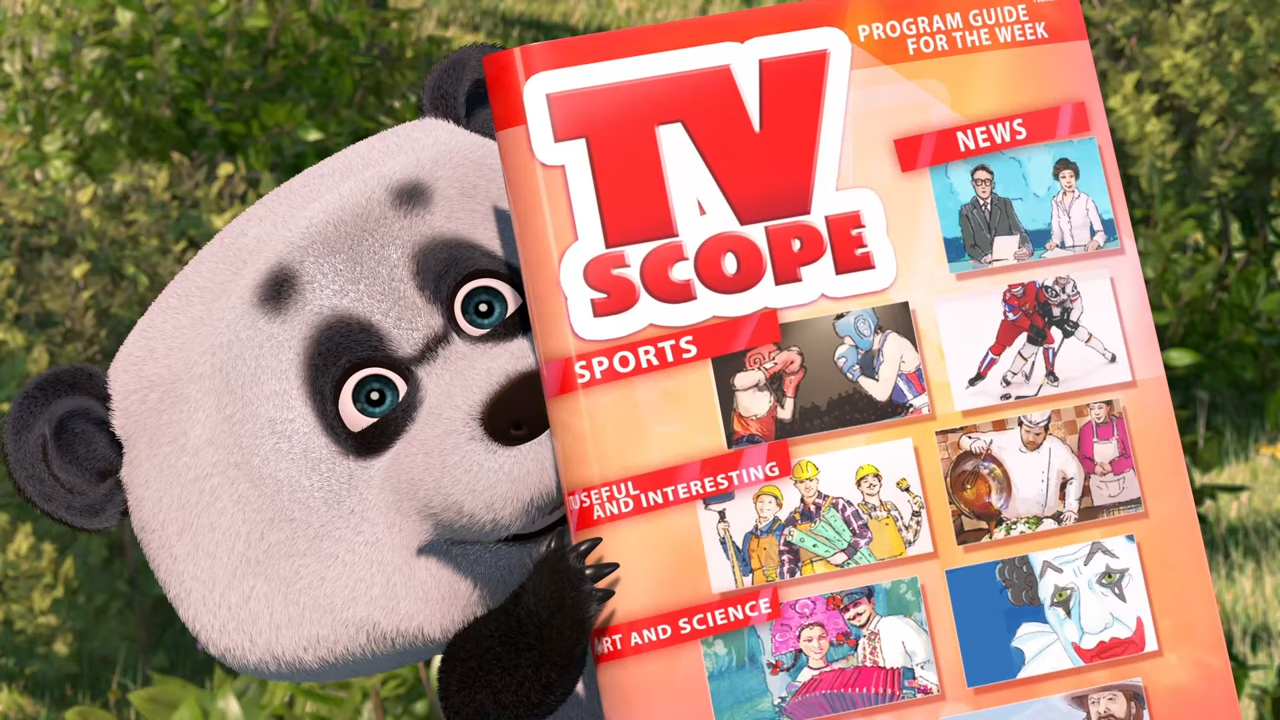 PROGRAM GUIDE
FOR THE WEEK
TV
SCOPE
NEWS
SPORTS
USEFUL
AND INTERESTING
ART AND SCIENCE